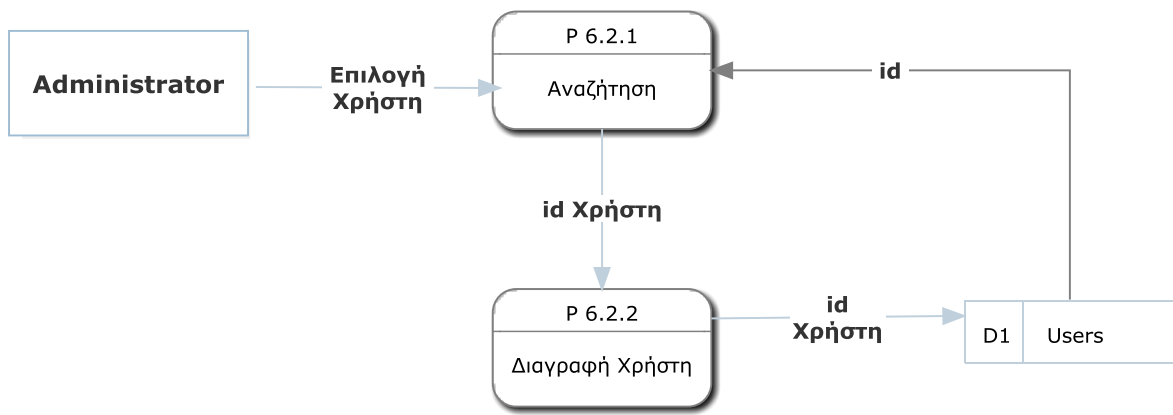 P 6.2.1
Administrator
Επιλογή
Χρήστη
Αναζήτηση
id
id Χρήστη
P 6.2.2
Διαγραφή Χρήστη
id
Χρήστη
D1
Users